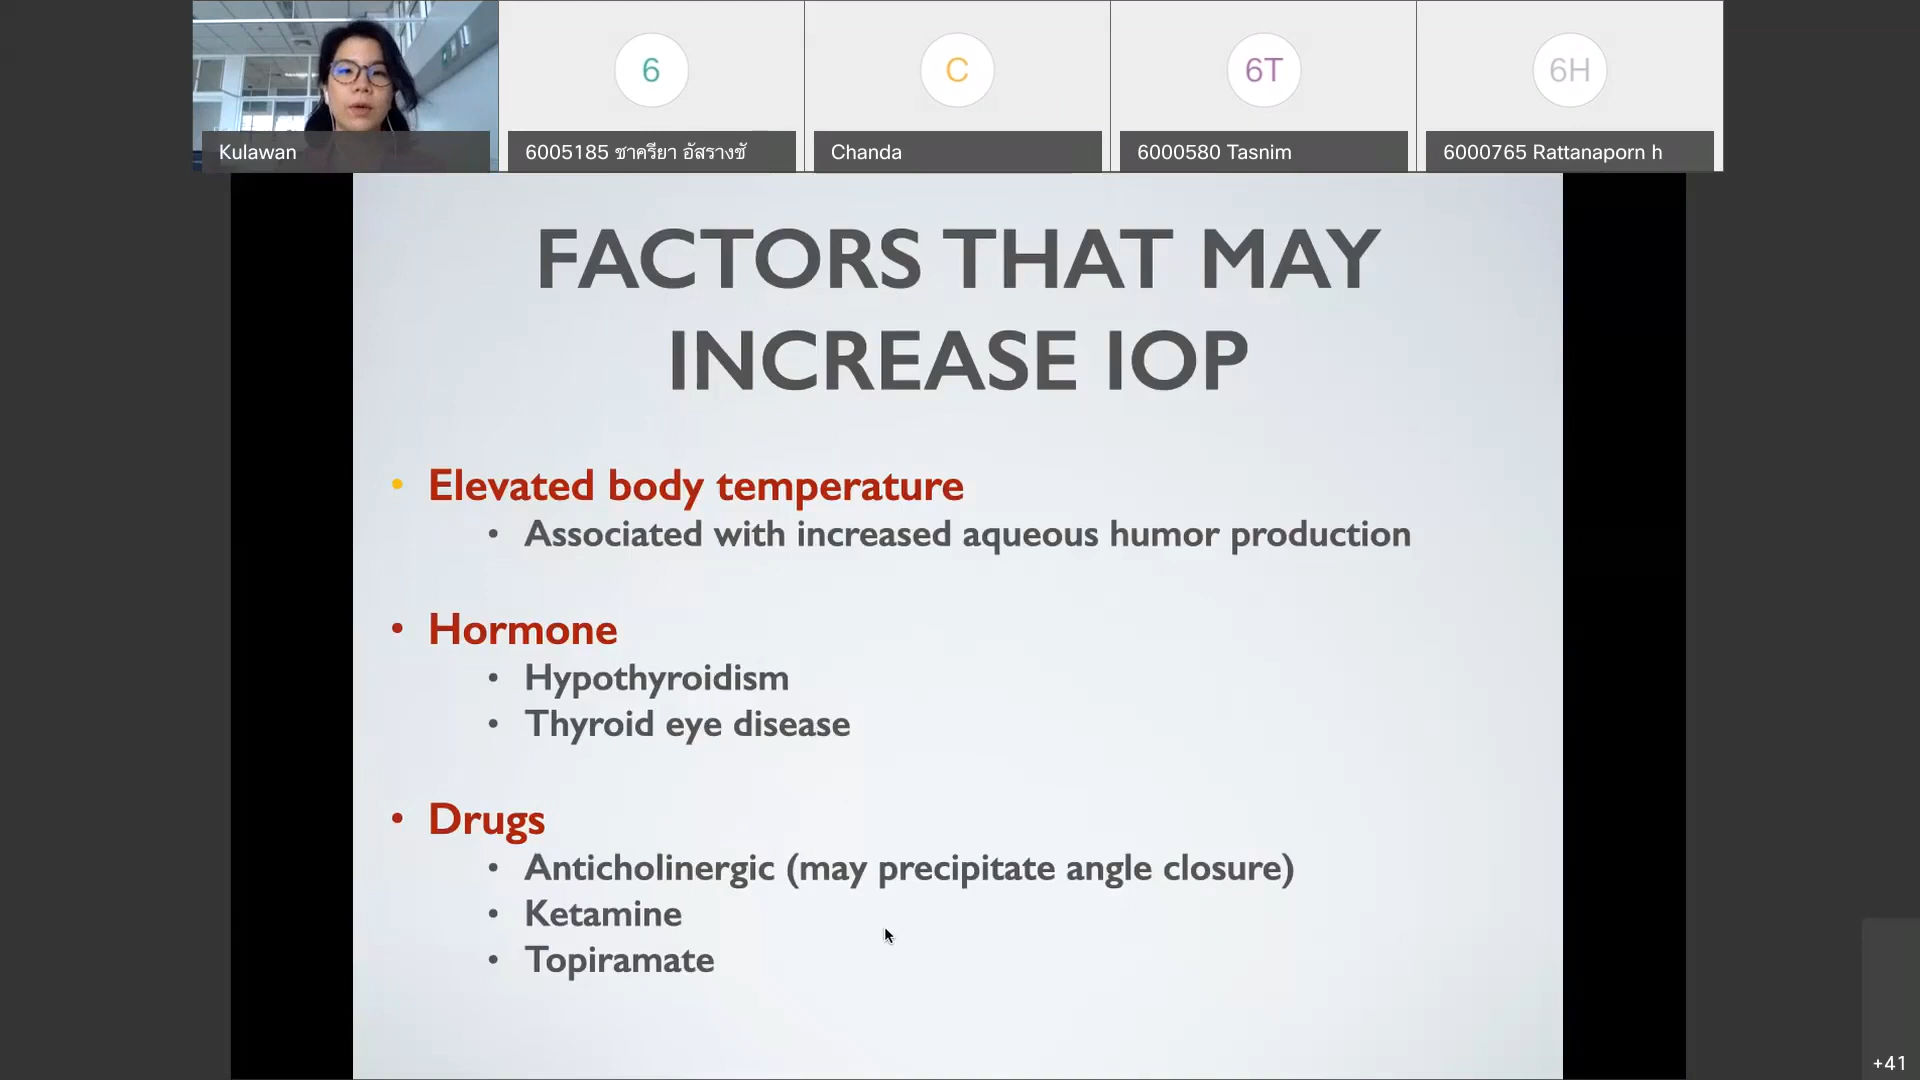 6
C
6T
6H
Kulawan
6005185 ซาครียา อัสรางชั
Chanda
6000580 Tasnim
6000765 Rattanaporn h
FACTORS THAT MAY
INCREASE IOP
• Elevated body temperature
• Associated with increased aqueous humor production
• Hormone
• Hypothyroidism
• Thyroid eye disease
• Drugs
• Anticholinergic (may precipitate angle closure)
• Ketamine
• Topiramate
+41